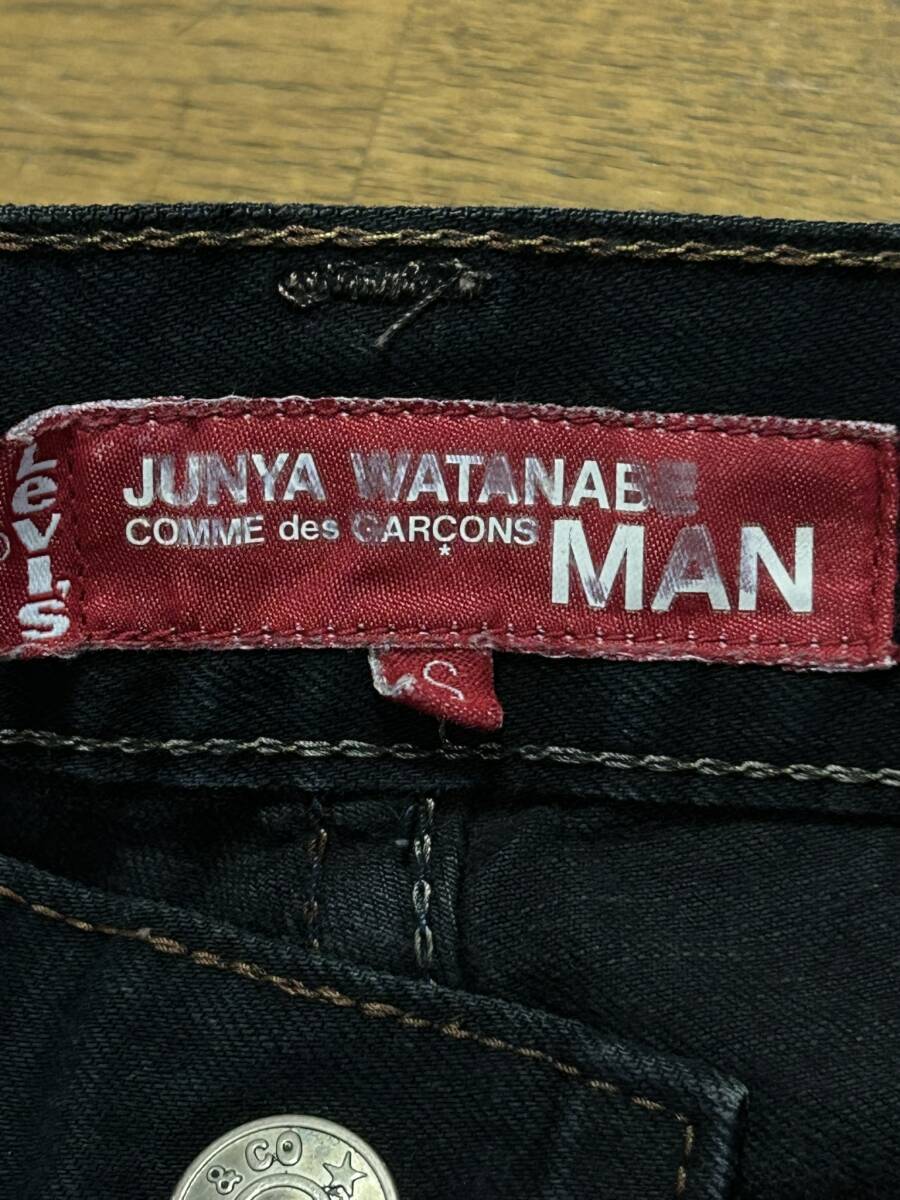 LEVI'S
®
JUNYA WATANABE
COMME des GARÇONS
*
MAN
S
& CO